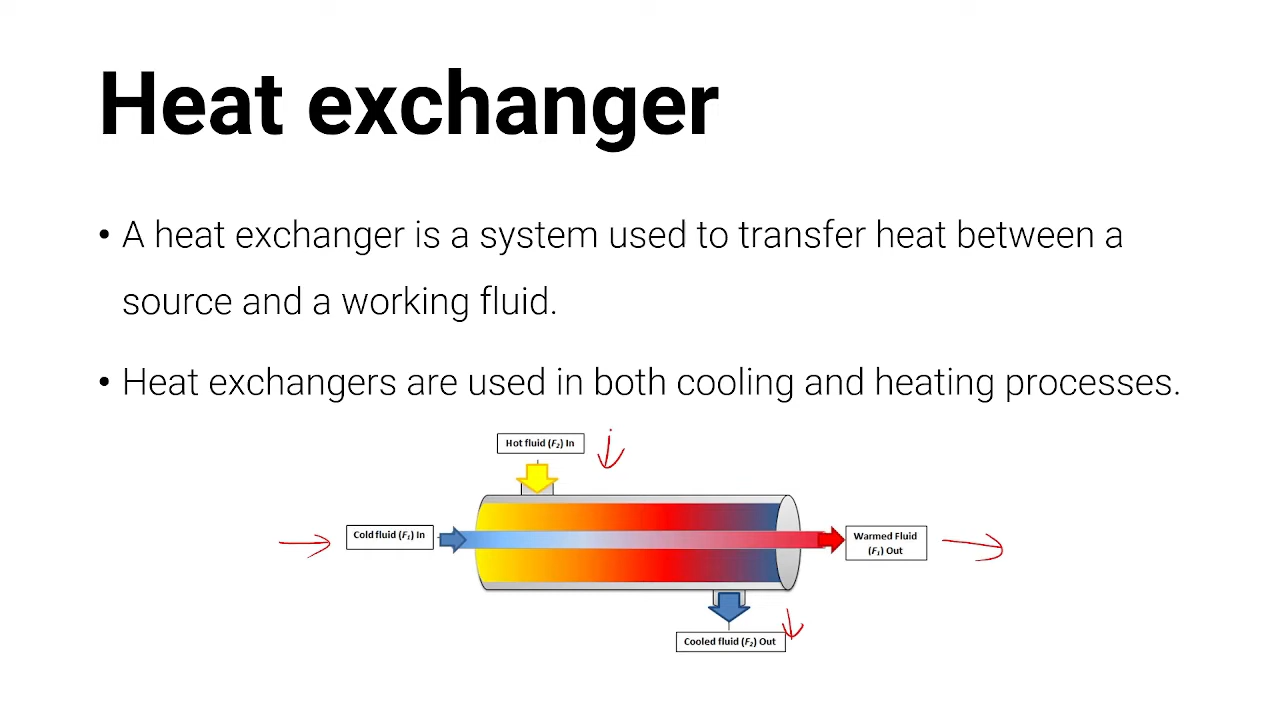 Heat exchanger
• A heat exchanger is a system used to transfer heat between a
source and a working fluid.
• Heat exchangers are used in both cooling and heating processes.
Hot fluid (F₂) In
Cold fluid (F₁) In
Warmed Fluid
(F₁) Out
Cooled fluid (F₂) Out